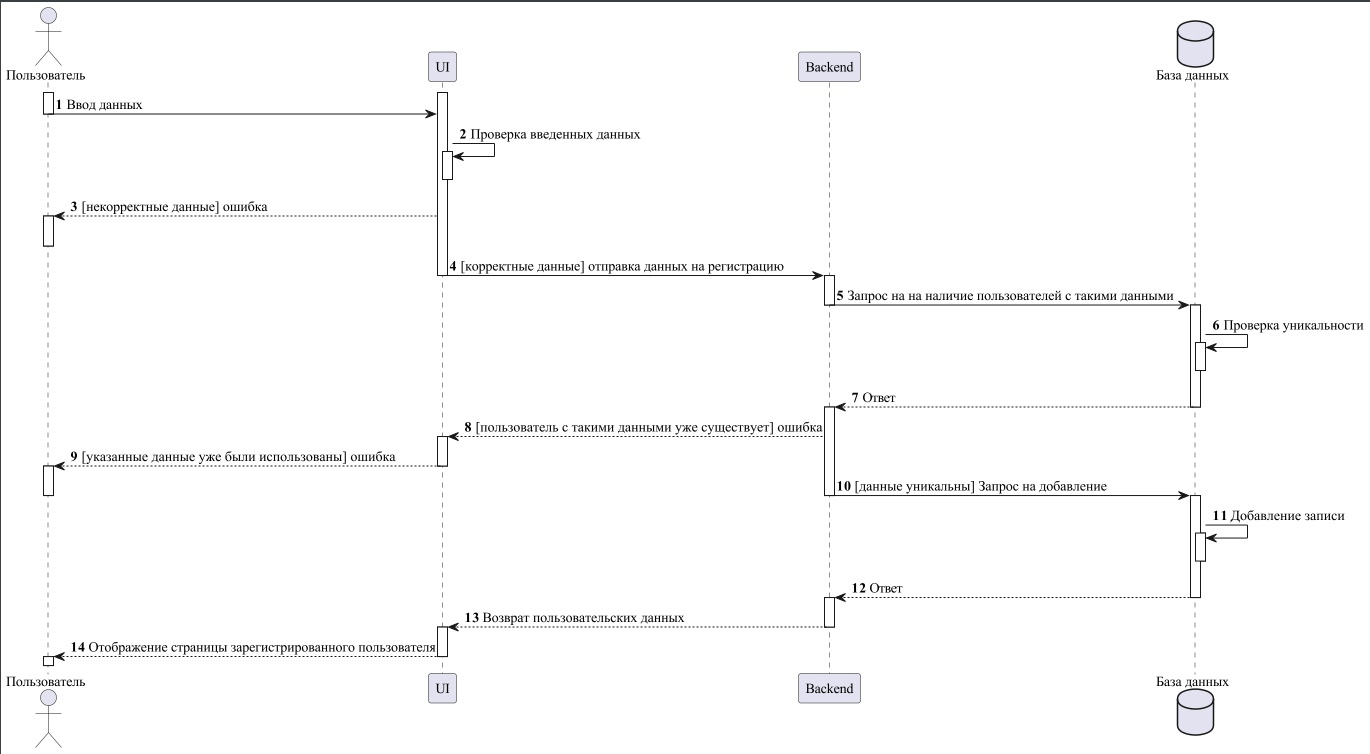 Пользователь
UI
Backend
База данных
1 Ввод данных
2 Проверка введенных данных
3 [некорректные данные] ошибка
4 [корректные данные] отправка данных на регистрацию
5 Запрос на на наличие пользователей с такими данными
6 Проверка уникальности
7 Ответ
8 [пользователь с такими данными уже существует] ошибка
9 [указанные данные уже были использованы] ошибка
10 [данные уникальны] Запрос на добавление
11 Добавление записи
12 Ответ
13 Возврат пользовательских данных
14 Отображение страницы зарегистрированного пользователя
Пользователь
UI
Backend
База данных